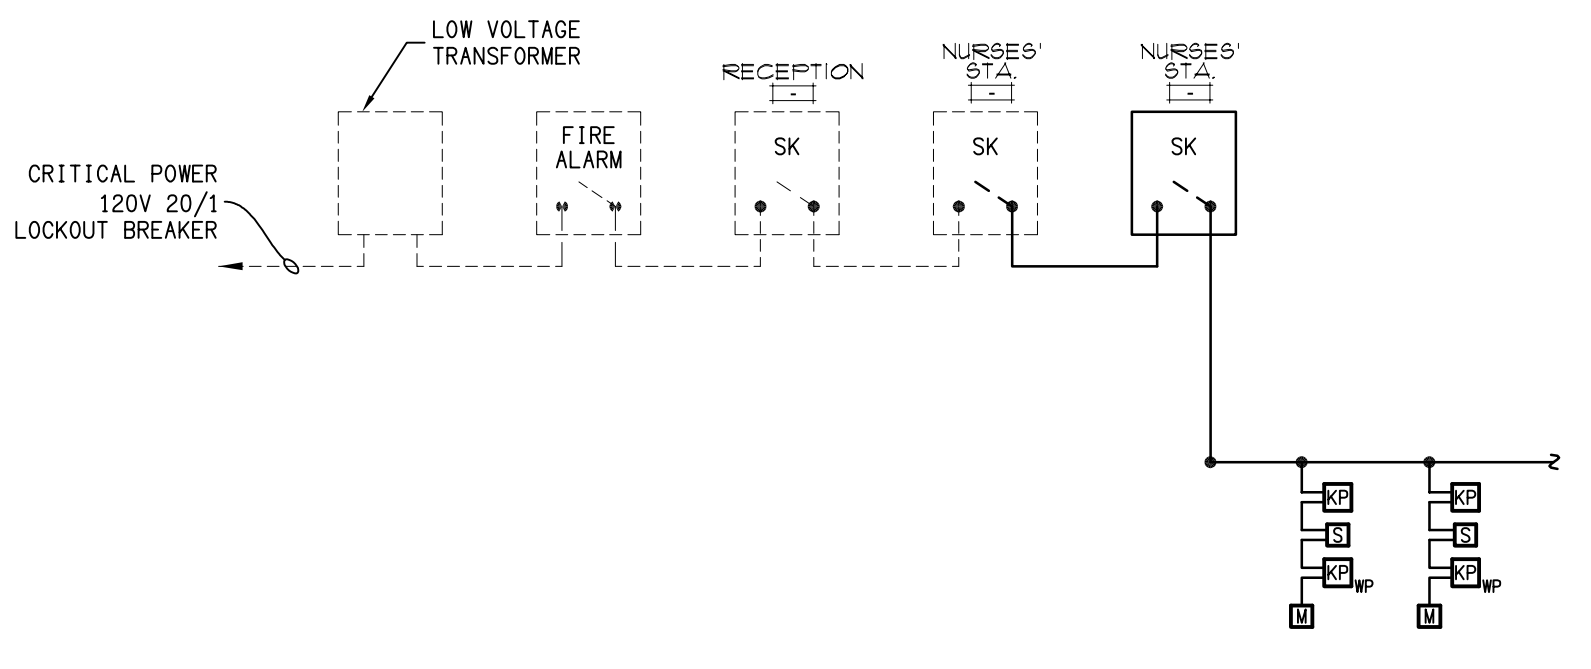 LOW VOLTAGE
TRANSFORMER
CRITICAL POWER
120V 20/1
LOCKOUT BREAKER
FIRE
ALARM
RECEPTION
-
SK
NURSES'
STA.
-
SK
NURSES'
STA.
-
SK
KP
S
KP
WP
M
KP
S
KP
WP
M